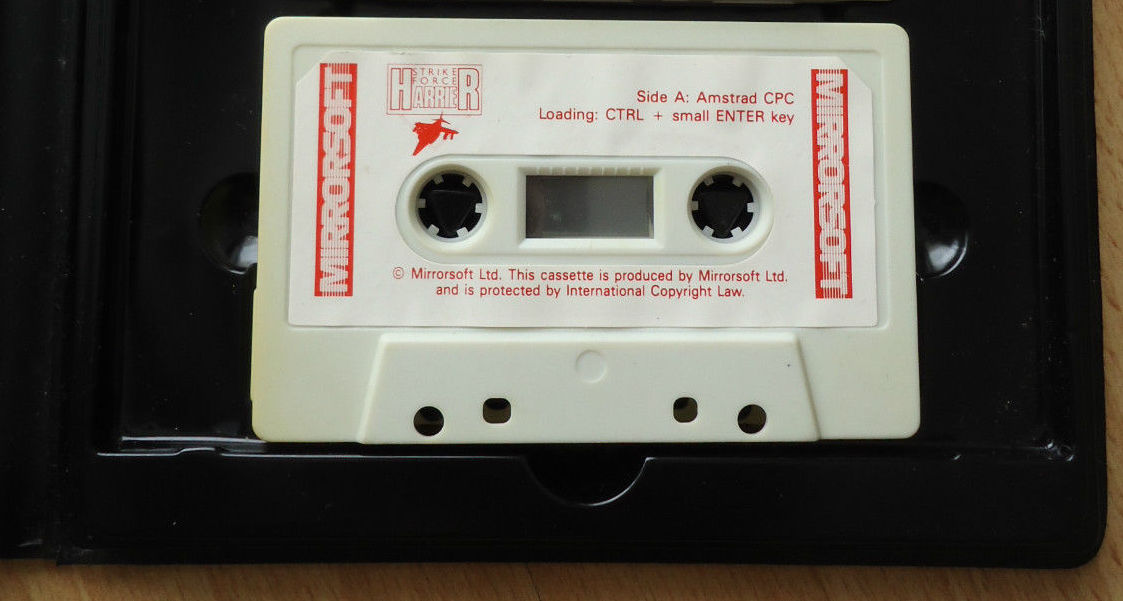 MIRRORSOFT
STRIKE
FORCE
HARRIER
Side A: Amstrad CPC
Loading: CTRL + small ENTER key
MIRRORSOFT
© Mirrorsoft Ltd. This cassette is produced by Mirrorsoft Ltd.
and is protected by International Copyright Law.